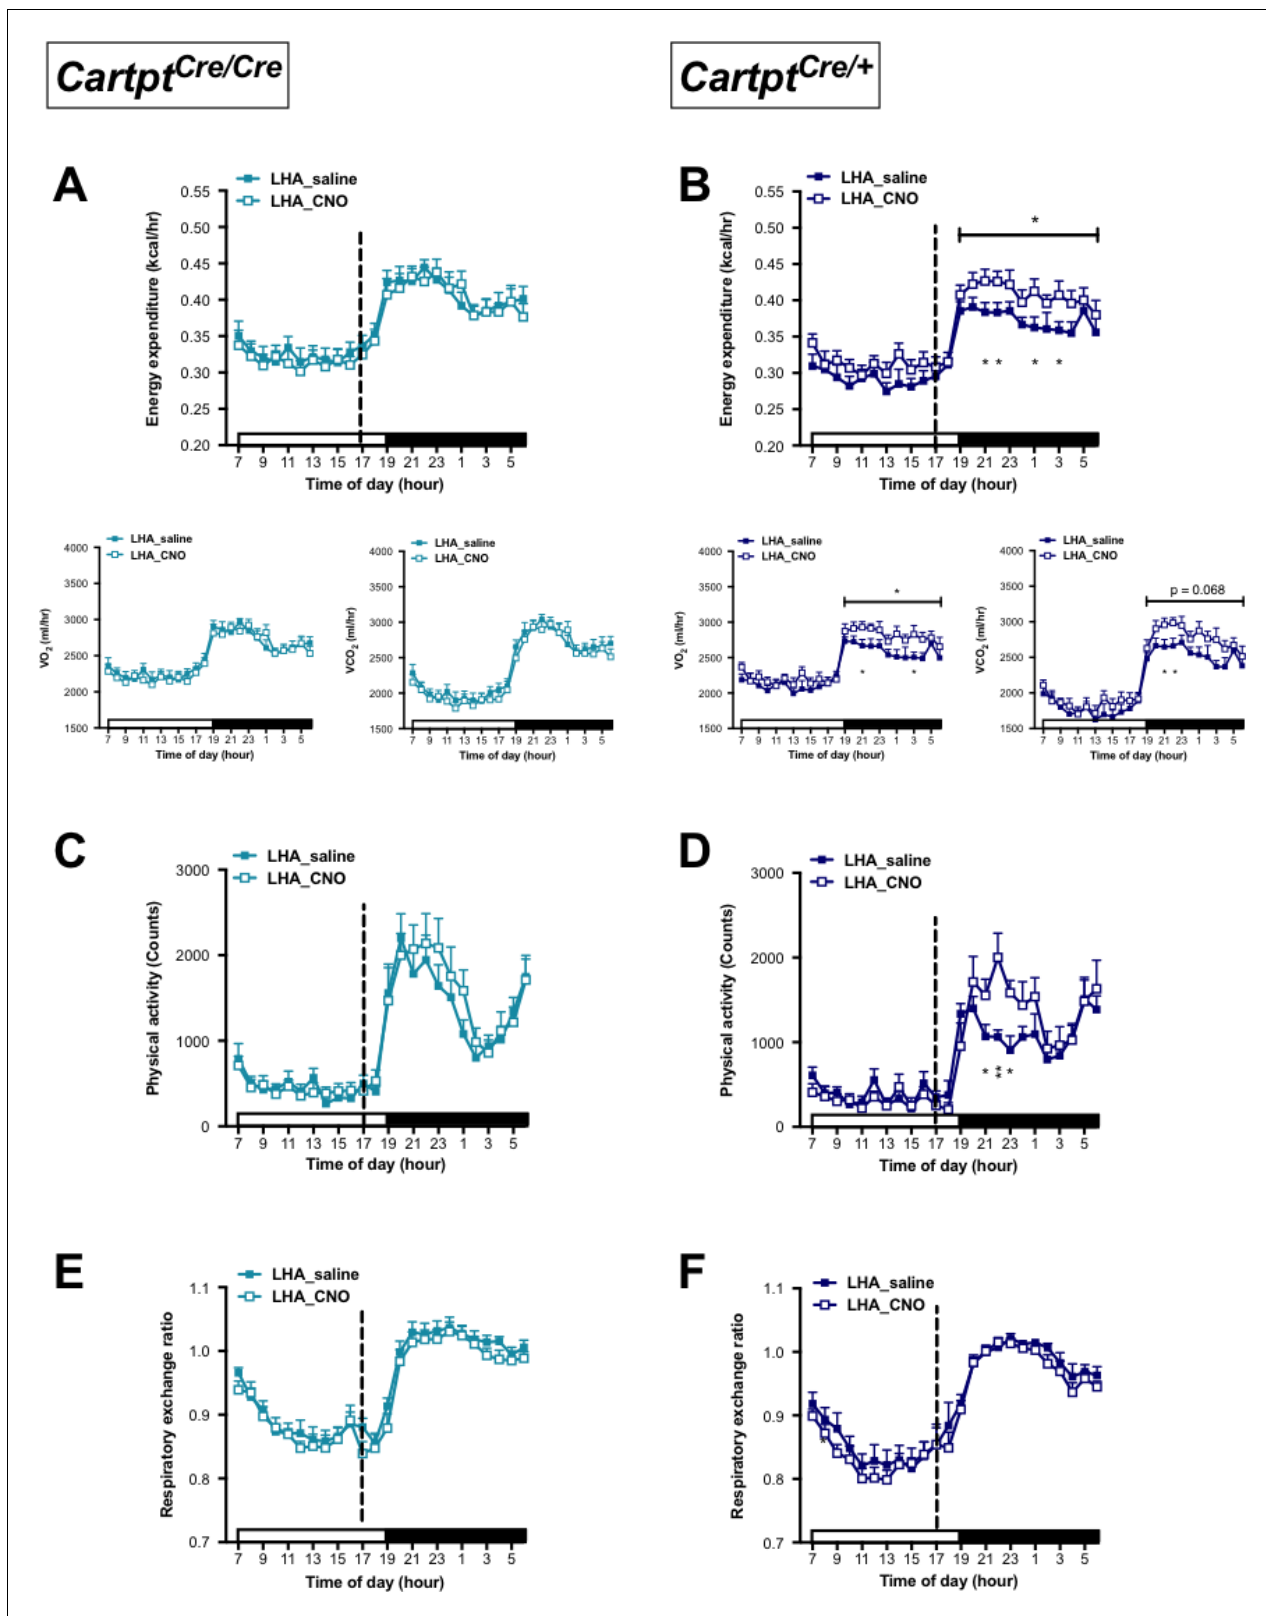 Cartpt^Cre/Cre
Cartpt^Cre/+
A
LHA_saline
LHA_CNO
Energy expenditure (kcal/hr)
0.55
0.50
0.45
0.40
0.35
0.30
0.25
0.20
7 9 11 13 15 17 19 21 23 1 3 5
Time of day (hour)
B
LHA_saline
LHA_CNO
Energy expenditure (kcal/hr)
0.55
0.50
0.45
0.40
0.35
0.30
0.25
0.20
*
* * * *
7 9 11 13 15 17 19 21 23 1 3 5
Time of day (hour)
LHA_saline
LHA_CNO
VO2 (ml/hr)
4000
3500
3000
2500
2000
1500
7 9 11 13 15 17 19 21 23 1 3 5
Time of day (hour)
LHA_saline
LHA_CNO
VCO2 (ml/hr)
4000
3500
3000
2500
2000
1500
7 9 11 13 15 17 19 21 23 1 3 5
Time of day (hour)
LHA_saline
LHA_CNO
VO2 (ml/hr)
4000
3500
3000
2500
2000
1500
*
* *
7 9 11 13 15 17 19 21 23 1 3 5
Time of day (hour)
LHA_saline
LHA_CNO
VCO2 (ml/hr)
4000
3500
3000
2500
2000
1500
p = 0.068
* *
7 9 11 13 15 17 19 21 23 1 3 5
Time of day (hour)
C
LHA_saline
LHA_CNO
Physical activity (Counts)
3000
2000
1000
0
7 9 11 13 15 17 19 21 23 1 3 5
Time of day (hour)
D
LHA_saline
LHA_CNO
Physical activity (Counts)
3000
2000
1000
0
* ** *
7 9 11 13 15 17 19 21 23 1 3 5
Time of day (hour)
E
LHA_saline
LHA_CNO
Respiratory exchange ratio
1.1
1.0
0.9
0.8
0.7
7 9 11 13 15 17 19 21 23 1 3 5
Time of day (hour)
F
LHA_saline
LHA_CNO
Respiratory exchange ratio
1.1
1.0
0.9
0.8
0.7
*
7 9 11 13 15 17 19 21 23 1 3 5
Time of day (hour)